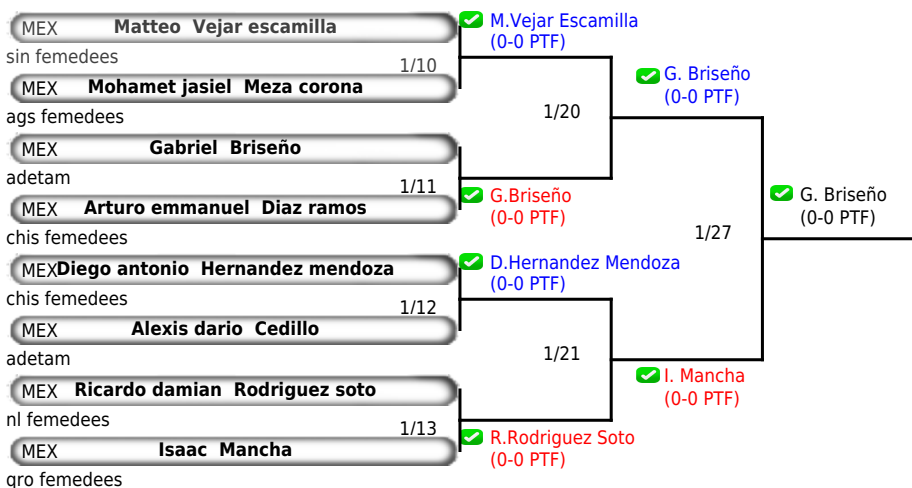 MEX Matteo Vejar escamilla
sin femedees
1/10
MEX Mohamet jasiel Meza corona
ags femedees
MEX Gabriel Briseño
adetam
1/11
MEX Arturo emmanuel Diaz ramos
chis femedees
MEX Diego antonio Hernandez mendoza
chis femedees
1/12
MEX Alexis dario Cedillo
adetam
MEX Ricardo damian Rodriguez soto
nl femedees
1/13
MEX Isaac Mancha
gro femedees
M.Vejar Escamilla
(0-0 PTF)
1/20
G.Briseño
(0-0 PTF)
D.Hernandez Mendoza
(0-0 PTF)
1/21
R.Rodriguez Soto
(0-0 PTF)
G. Briseño
(0-0 PTF)
1/27
I. Mancha
(0-0 PTF)
G. Briseño
(0-0 PTF)